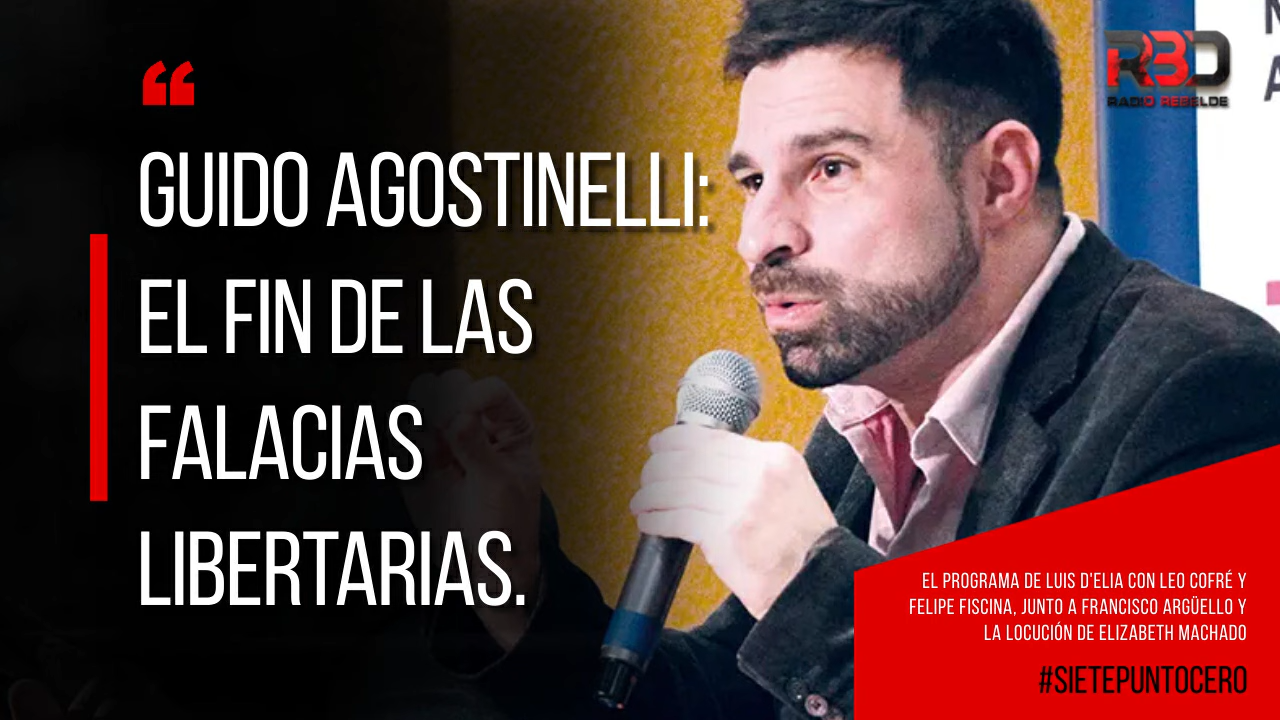 “
GUIDO AGOSTINELLI:
EL FIN DE LAS
FALACIAS
LIBERTARIAS.
RBD
RADIO REBELDE
EL PROGRAMA DE LUIS D'ELIA CON LEO COFRÉ Y
FELIPE FISCINA, JUNTO A FRANCISCO ARGÜELLO Y
LA LOCUCIÓN DE ELIZABETH MACHADO
#SIETEPUNTOCERO